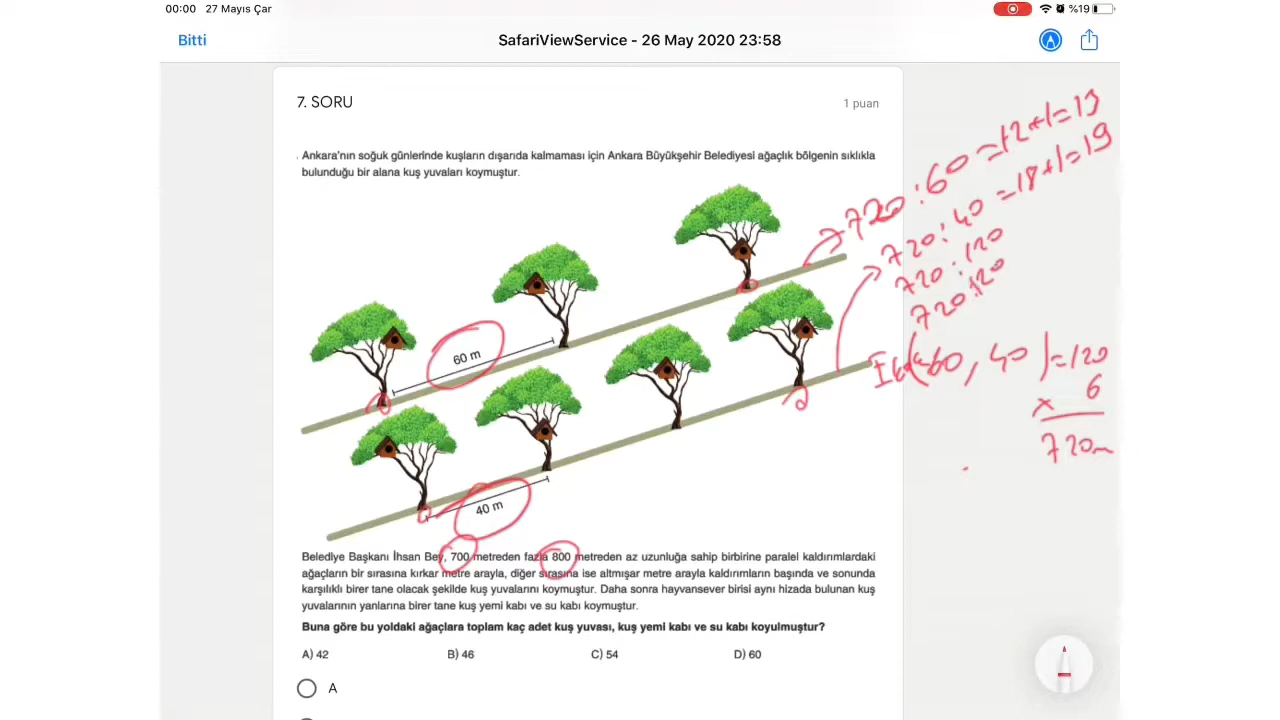 00:00 27 Mayıs Çar
%19
Bitti
SafariViewService - 26 May 2020 23:58
7. SORU
1 puan
Ankara'nın soğuk günlerinde kuşların dışarıda kalmaması için Ankara Büyükşehir Belediyesi ağaçlık bölgenin sıklıkla
bulunduğu bir alana kuş yuvaları koymuştur.
720:60=12+1=13
720:40=18+1=19
720:120
720:120
60 m
İkok(60,40)=120
x 6
720m
40 m
Belediye Başkanı İhsan Bey, 700 metreden fazla 800 metreden az uzunluğa sahip birbirine paralel kaldırımlardaki
ağaçların bir sırasına kırkar metre arayla, diğer sırasına ise altmışar metre arayla kaldırımların başında ve sonunda
karşılıklı birer tane olacak şekilde kuş yuvalarını koymuştur. Daha sonra hayvansever birisi aynı hizada bulunan kuş
yuvalarının yanlarına birer tane kuş yemi kabı ve su kabı koymuştur.
Buna göre bu yoldaki ağaçlara toplam kaç adet kuş yuvası, kuş yemi kabı ve su kabı koyulmuştur?
A) 42 B) 46 C) 54 D) 60
A